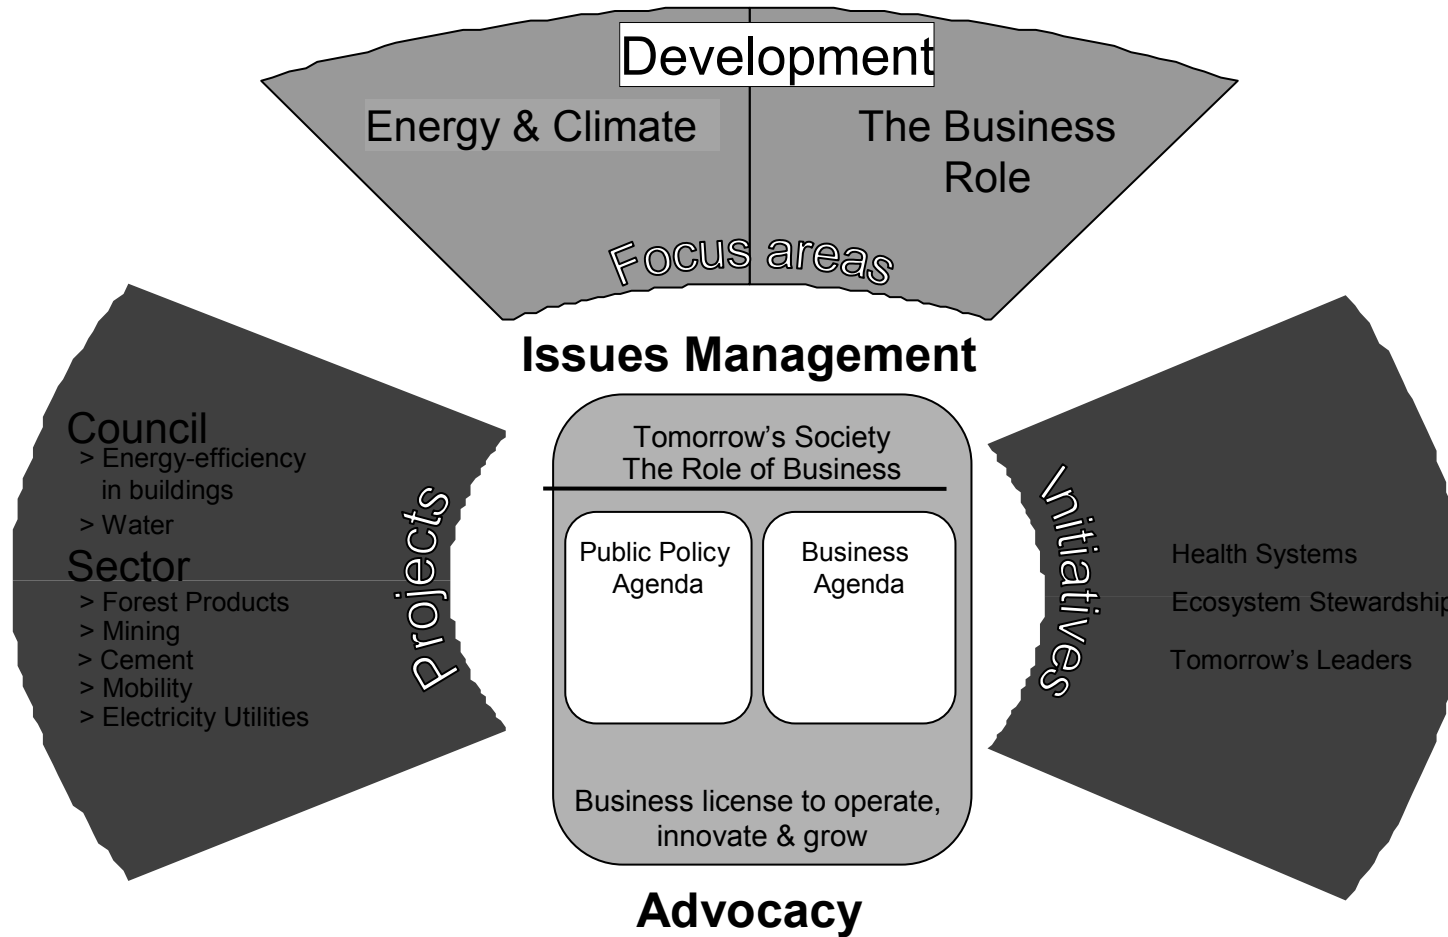 Development
Energy & Climate
The Business
Role
Focus areas
Issues Management
Council
> Energy-efficiency
in buildings
> Water
Sector
> Forest Products
> Mining
> Cement
> Mobility
> Electricity Utilities
Projects
Tomorrow’s Society
The Role of Business
Public Policy
Agenda
Business
Agenda
Business license to operate,
innovate & grow
Initiatives
Health Systems
Ecosystem Stewardship
Tomorrow’s Leaders
Advocacy